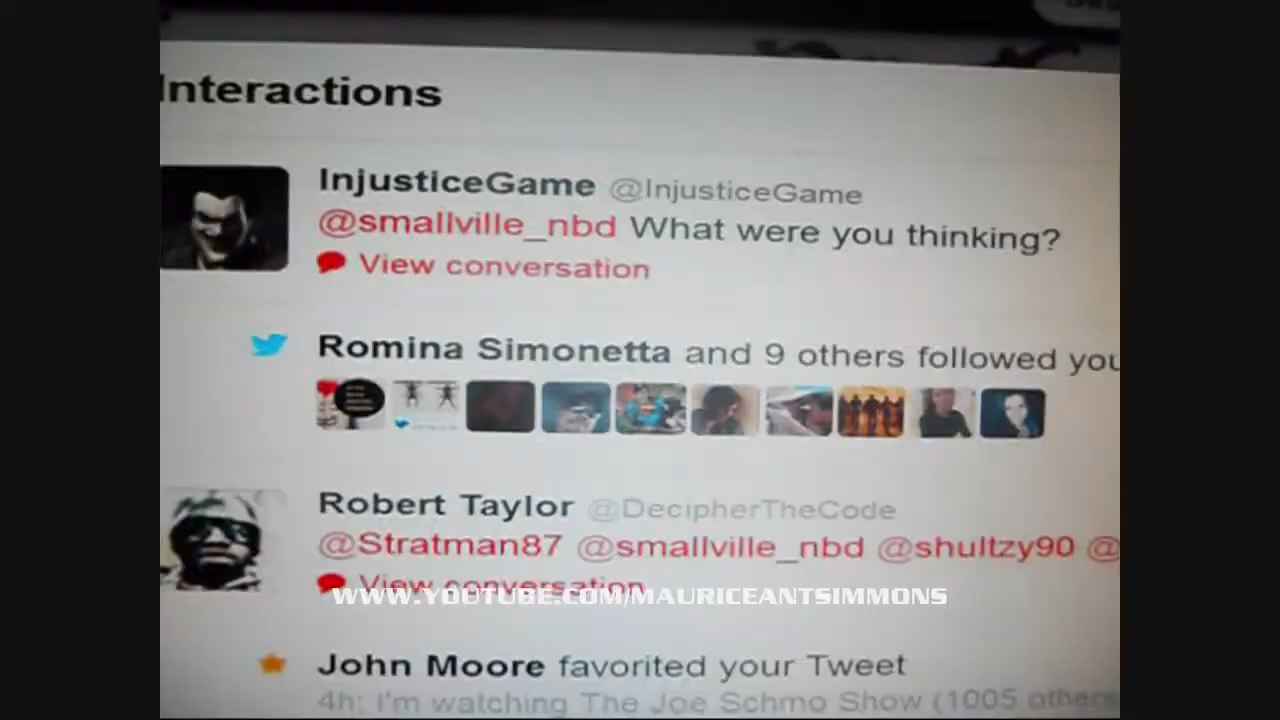 Interactions
InjusticeGame @InjusticeGame
@smallville_nbd What were you thinking?
View conversation
Romina Simonetta and 9 others followed you
Robert Taylor @DecipherTheCode
@Stratman87 @smallville_nbd @shultzy90 @
View conversation
WWW.YOUTUBE.COM/MAURICEANTSIMMONS
John Moore favorited your Tweet
4h: I'm watching The Joe Schmo Show (1005 others